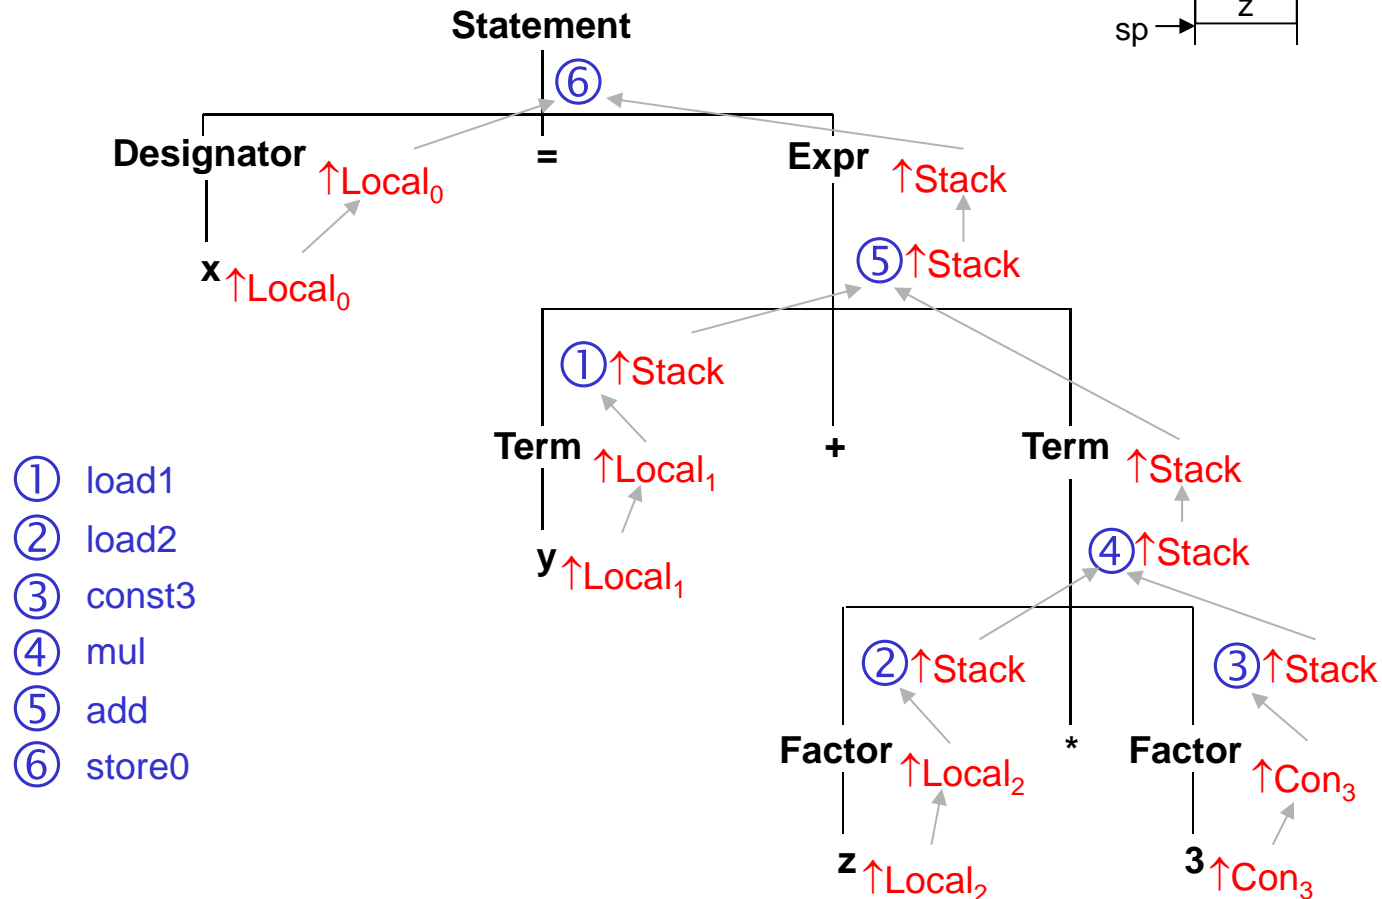 z
sp
Statement
⑥
Designator ↑Local₀ = Expr ↑Stack
⑤ ↑Stack
x ↑Local₀
① ↑Stack
Term ↑Local₁ + Term ↑Stack
y ↑Local₁
④ ↑Stack
② ↑Stack ③ ↑Stack
Factor ↑Local₂ * Factor ↑Con₃
z ↑Local₂ 3 ↑Con₃
① load1
② load2
③ const3
④ mul
⑤ add
⑥ store0